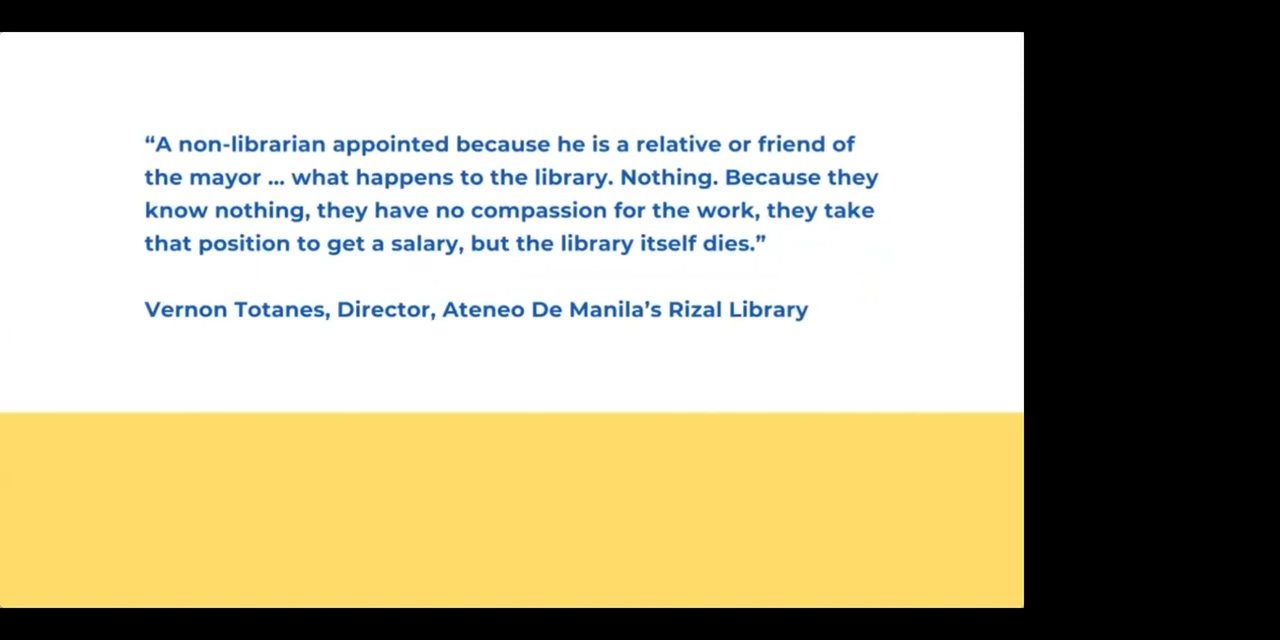 “A non-librarian appointed because he is a relative or friend of
the mayor ... what happens to the library. Nothing. Because they
know nothing, they have no compassion for the work, they take
that position to get a salary, but the library itself dies.”
Vernon Totanes, Director, Ateneo De Manila’s Rizal Library